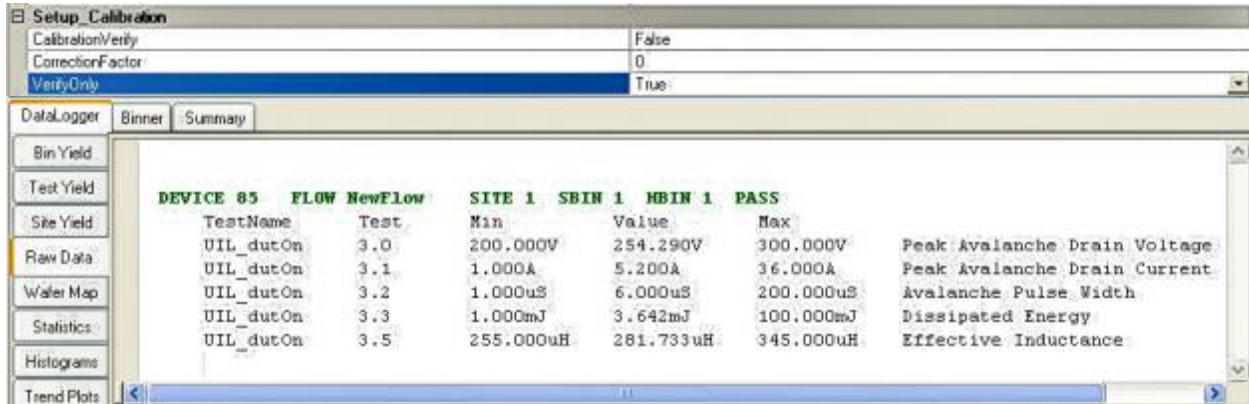 Setup_Calibration
CalibrationVerify False
CorrectionFactor 0
VerifyOnly True
DataLogger Binner Summary
Bin Yield
Test Yield
Site Yield
Raw Data
Wafer Map
Statistics
Histograms
Trend Plots
DEVICE 85 FLOW NewFlow SITE 1 SBIN 1 HBIN 1 PASS
TestName Test Min Value Max
UIL_dutOn 3.0 200.000V 254.290V 300.000V Peak Avalanche Drain Voltage
UIL_dutOn 3.1 1.000A 5.200A 36.000A Peak Avalanche Drain Current
UIL_dutOn 3.2 1.000uS 6.000uS 200.000uS Avalanche Pulse Width
UIL_dutOn 3.3 1.000mJ 3.642mJ 100.000mJ Dissipated Energy
UIL_dutOn 3.5 255.000uH 281.733uH 345.000uH Effective Inductance